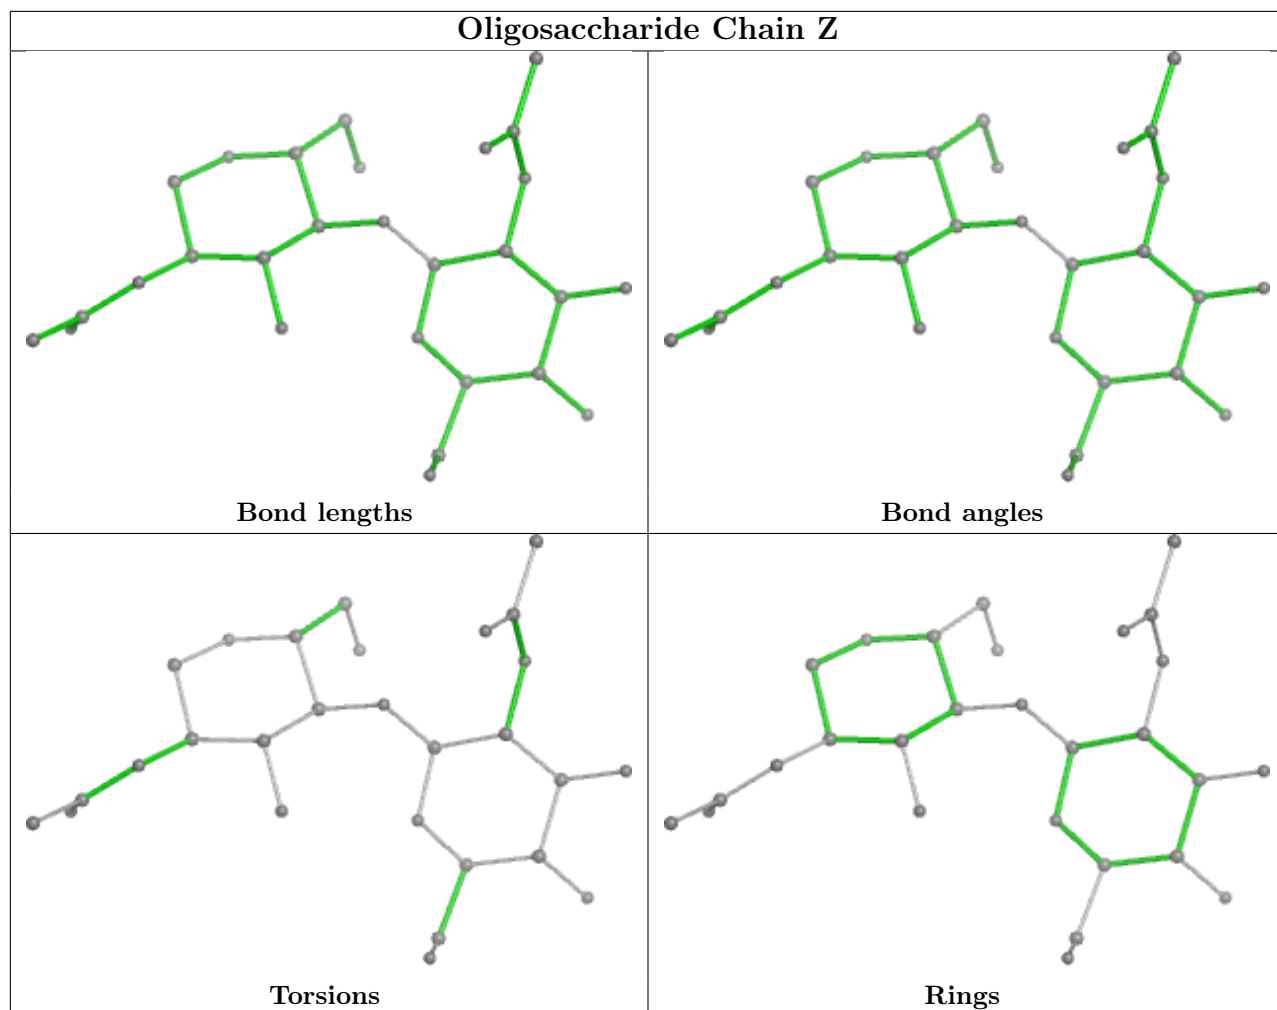 Oligosaccharide Chain Z
Bond lengths
Bond angles
Torsions
Rings